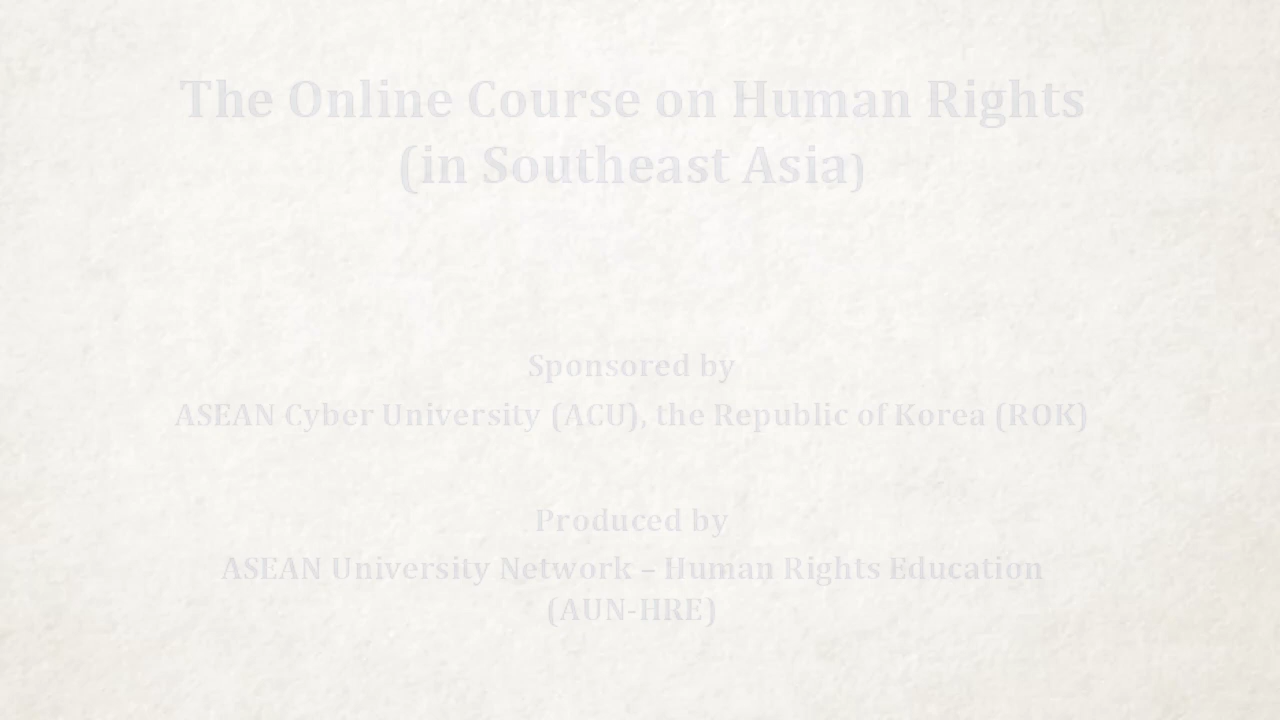 The Online Course on Human Rights
(in Southeast Asia)
Sponsored by
ASEAN Cyber University (ACU), the Republic of Korea (ROK)
Produced by
ASEAN University Network – Human Rights Education
(AUN-HRE)